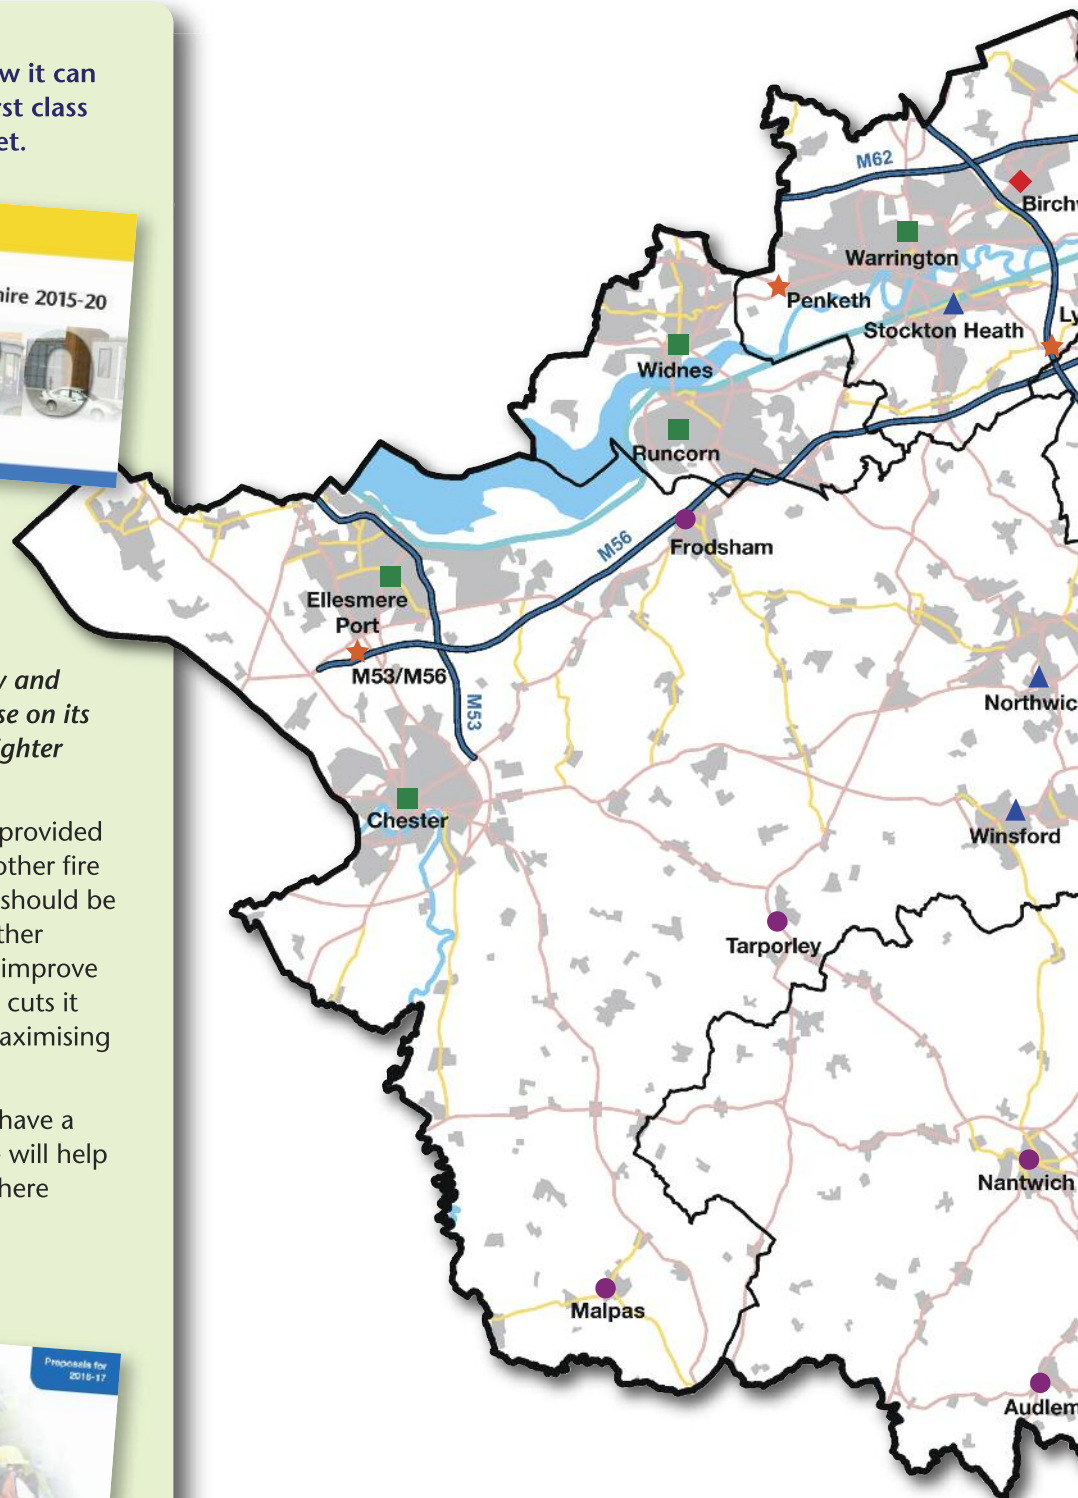 w it can
st class
et.
ire 2015-20
y and
se on its
ighter
provided
other fire
should be
ther
improve
cuts it
aximising
have a
will help
here
Proposals for
2016-17
M62
Birchw
Warrington
Penketh
Stockton Heath
Ly
Widnes
Runcorn
M56
Frodsham
Ellesmere
Port
M53/M56
M53
Northwic
Chester
Winsford
Tarporley
Nantwich
Malpas
Audlem